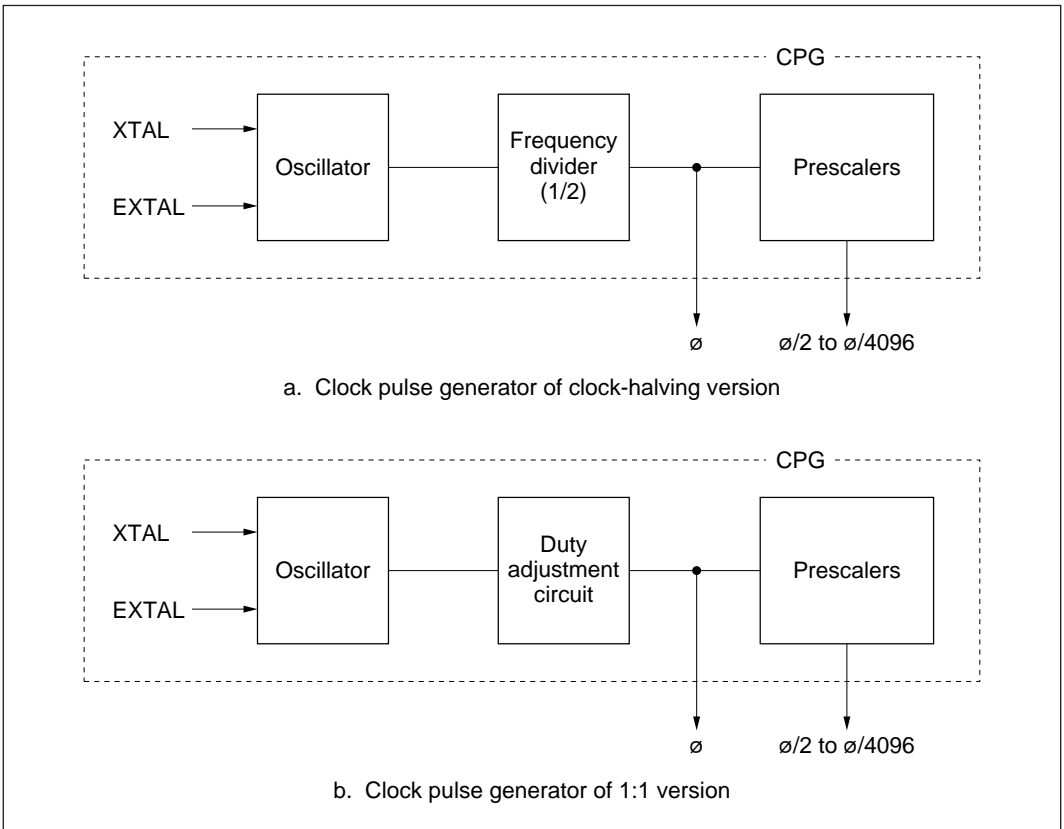 CPG
XTAL
EXTAL
Oscillator
Frequency
divider
(1/2)
Prescalers
ø
ø/2 to ø/4096
a. Clock pulse generator of clock-halving version
CPG
XTAL
EXTAL
Oscillator
Duty
adjustment
circuit
Prescalers
ø
ø/2 to ø/4096
b. Clock pulse generator of 1:1 version